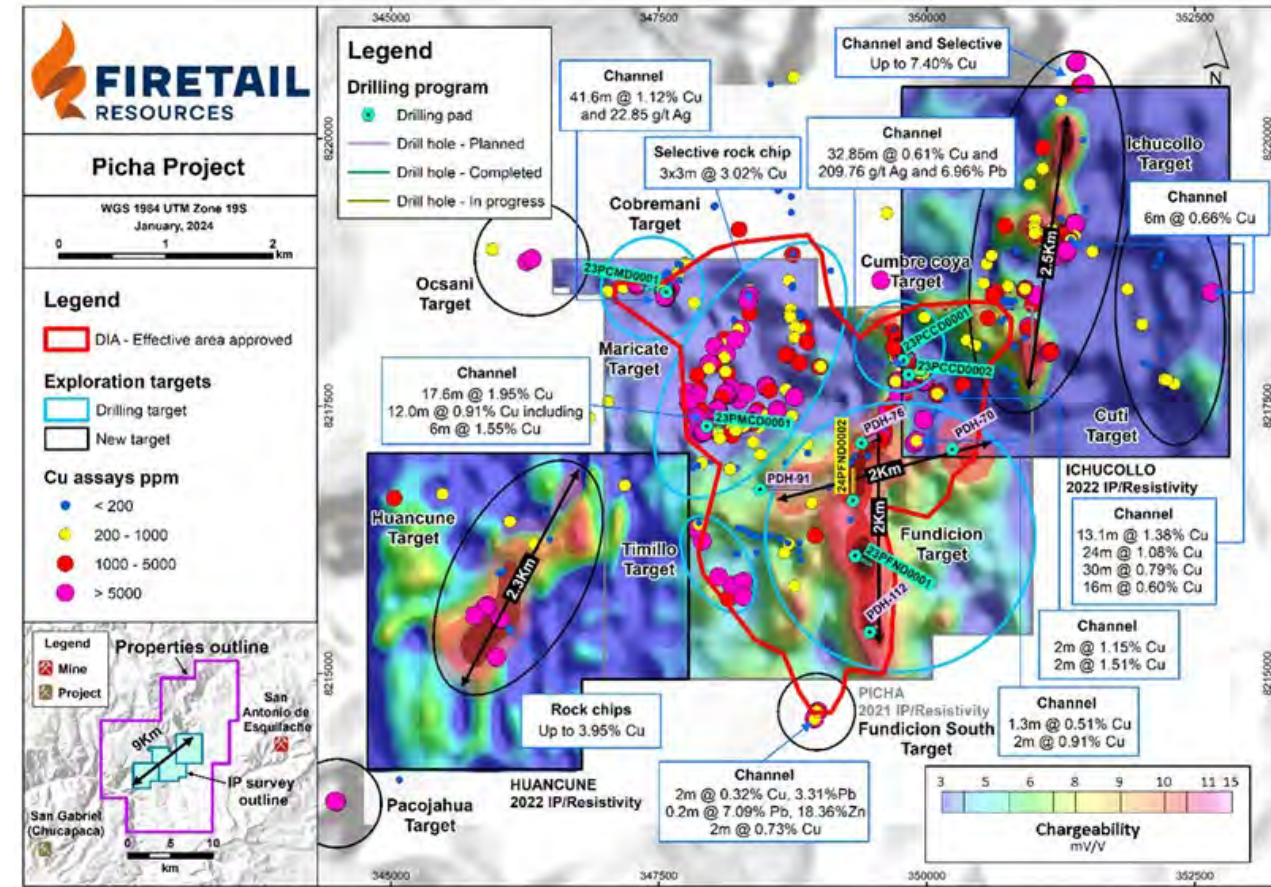 FIRETAIL
RESOURCES
Picha Project
WGS 1984 UTM Zone 19S
January, 2024
0 1 2
km
Legend
DIA - Effective area approved
Exploration targets
Drilling target
New target
Cu assays ppm
< 200
200 - 1000
1000 - 5000
> 5000
Legend
Mine
Project
Properties outline
San
Antonio de
Esquilache
9Km
IP survey
outline
San Gabriel
(Chucapaca)
0 5 10
km
345000 347500 350000 352500
Legend
Drilling program
Drilling pad
Drill hole - Planned
Drill hole - Completed
Drill hole - In progress
Channel
41.6m @ 1.12% Cu
and 22.85 g/t Ag
Selective rock chip
3x3m @ 3.02% Cu
Channel and Selective
Up to 7.40% Cu
Channel
32.85m @ 0.61% Cu and
209.76 g/t Ag and 6.96% Pb
N
8220000
8220000
Ichucollo
Target
Channel
6m @ 0.66% Cu
2.5Km
Cobremani
Target
23PCMD0001
Ocsani
Target
Cumbre coya
Target
23PCCD0001
23PCCD0002
Maricate
Target
Channel
17.6m @ 1.95% Cu
12.0m @ 0.91% Cu including
6m @ 1.55% Cu
23PMCD0001
8217500
8217500
Cuti
Target
PDH-76
PDH-70
PDH-91
24PFND0002
2Km
2Km
ICHUCOLLO
2022 IP/Resistivity
Channel
13.1m @ 1.38% Cu
24m @ 1.08% Cu
30m @ 0.79% Cu
16m @ 0.60% Cu
Huancune
Target
2.3Km
Timillo
Target
Fundicion
Target
23PFND0001
PDH-112
Channel
2m @ 1.15% Cu
2m @ 1.51% Cu
8215000
8215000
Rock chips
Up to 3.95% Cu
PICHA
2021 IP/Resistivity
Fundicion South
Target
Channel
1.3m @ 0.51% Cu
2m @ 0.91% Cu
HUANCUNE
2022 IP/Resistivity
Channel
2m @ 0.32% Cu, 3.31%Pb
0.2m @ 7.09% Pb, 18.36%Zn
2m @ 0.73% Cu
Pacojahua
Target
3 5 6 8 9 10 11 15
Chargeability
mV/V
345000 347500 350000 352500